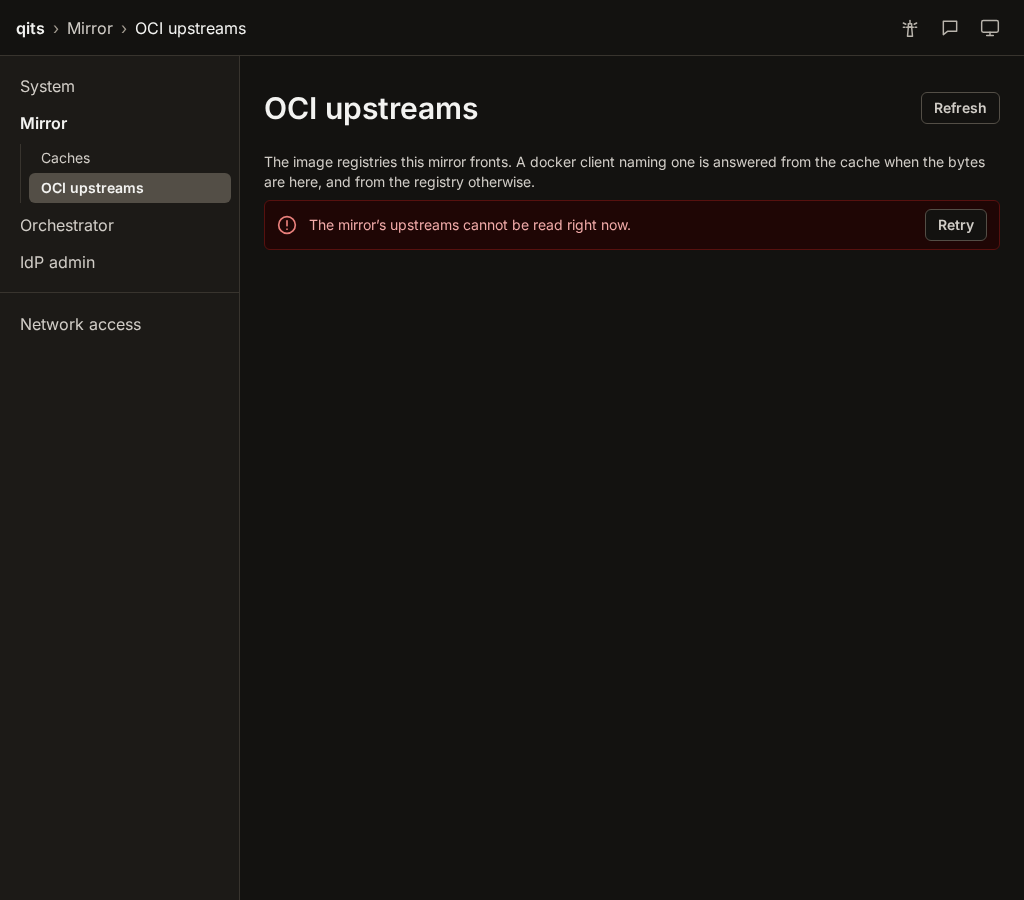 qits › Mirror › OCI upstreams
System
Mirror
Caches
OCI upstreams
Orchestrator
IdP admin
Network access
OCI upstreams
Refresh
The image registries this mirror fronts. A docker client naming one is answered from the cache when the bytes
are here, and from the registry otherwise.
The mirror’s upstreams cannot be read right now.
Retry